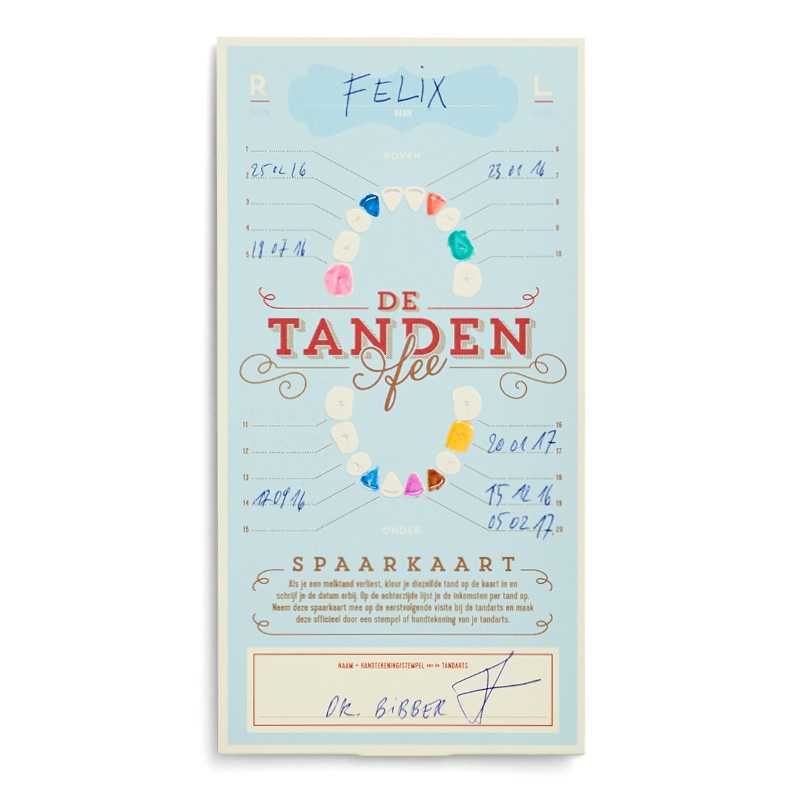 R FELIX L
NAAM
BOVEN
1 6
25 02 16 23 01 16
2 7
3 8
4 9
18 07 16
5 10
DE
TANDEN
fee
11 16
20 01 17
12 17
13 18
17 09 16 15 12 16
14 19
05 02 17
15 20
ONDER
SPAARKAART
Als je een melktand verliest, kleur je diezelfde tand op de kaart in en
schrijf je de datum erbij. Op de achterzijde lijst je de inkomsten per tand op.
Neem deze spaarkaart mee op de eerstvolgende visite bij de tandarts en maak
deze officieel door een stempel of handtekening van je tandarts.
NAAM + HANDTEKENING/STEMPEL VAN DE TANDARTS
DR. BIBBER